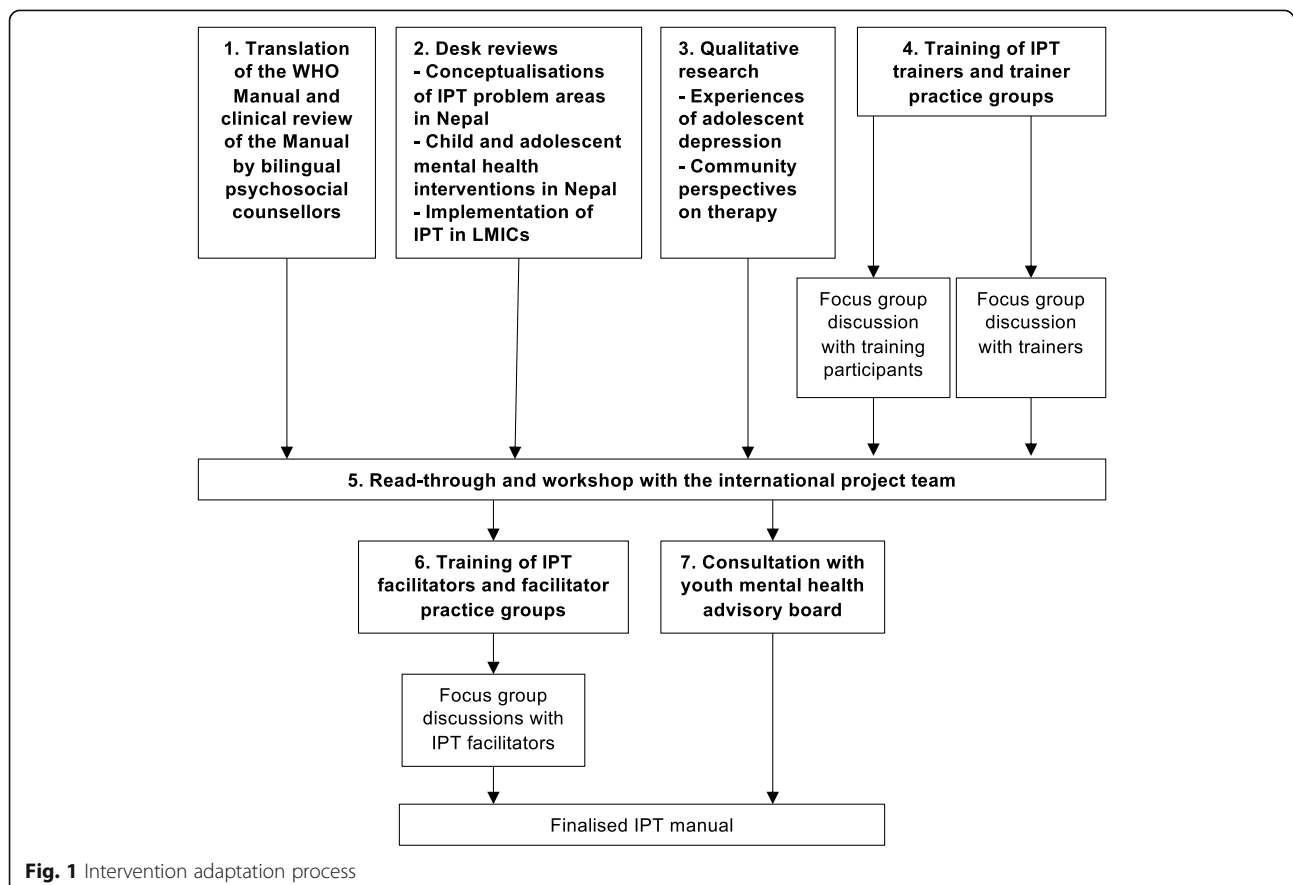 1. Translation
of the WHO
Manual and
clinical review
of the Manual
by bilingual
psychosocial
counsellors
2. Desk reviews
- Conceptualisations
of IPT problem areas
in Nepal
- Child and adolescent
mental health
interventions in Nepal
- Implementation of
IPT in LMICs
3. Qualitative
research
- Experiences
of adolescent
depression
- Community
perspectives
on therapy
4. Training of IPT
trainers and trainer
practice groups
Focus group
discussion
with training
participants
Focus group
discussion
with trainers
5. Read-through and workshop with the international project team
6. Training of IPT
facilitators and facilitator
practice groups
7. Consultation with
youth mental health
advisory board
Focus group
discussions with
IPT facilitators
Finalised IPT manual
Fig. 1 Intervention adaptation process